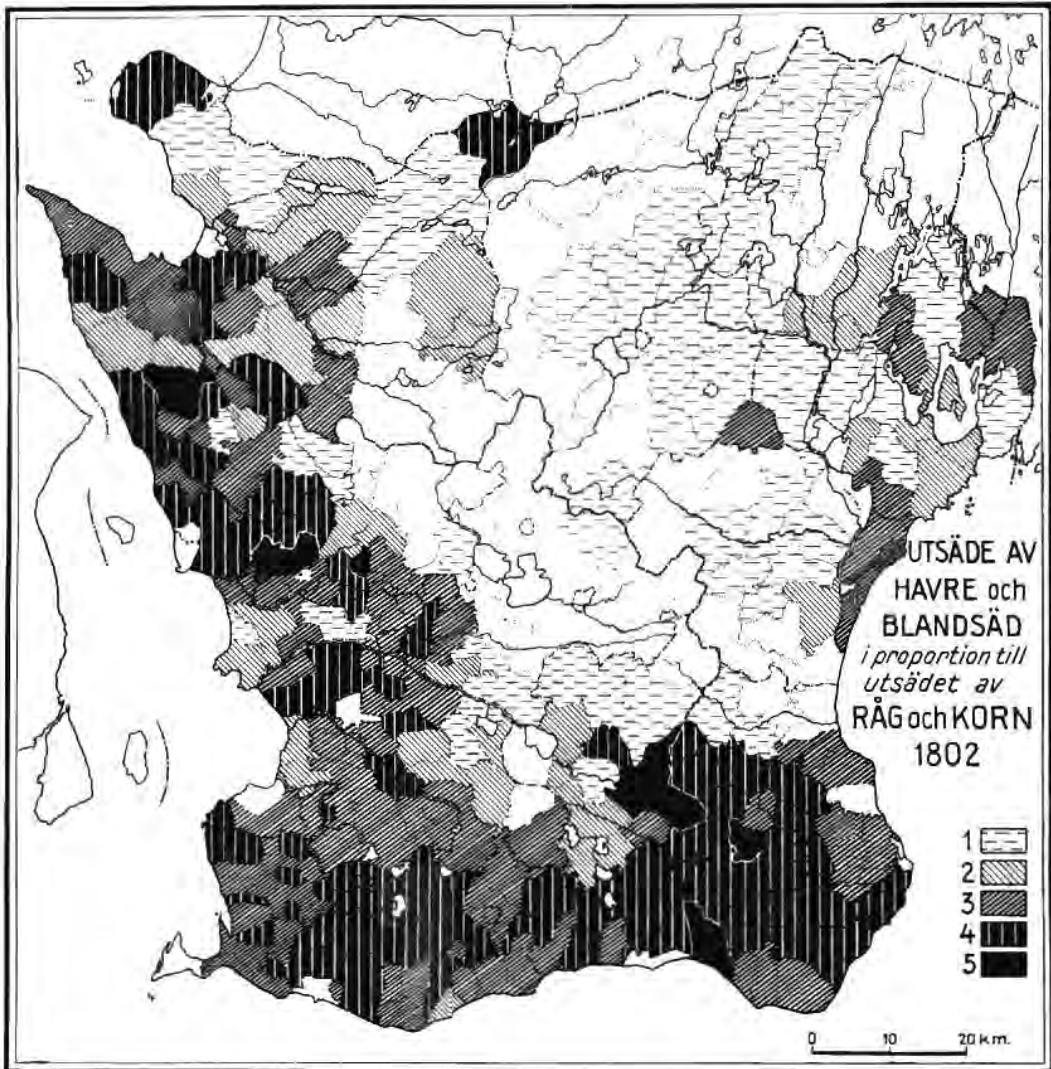 UTSÄDE AV
HAVRE och
BLANDSÄD
i proportion till
utsädet av
RÅG och KORN
1802
1
2
3
4
5
0 10 20 km.